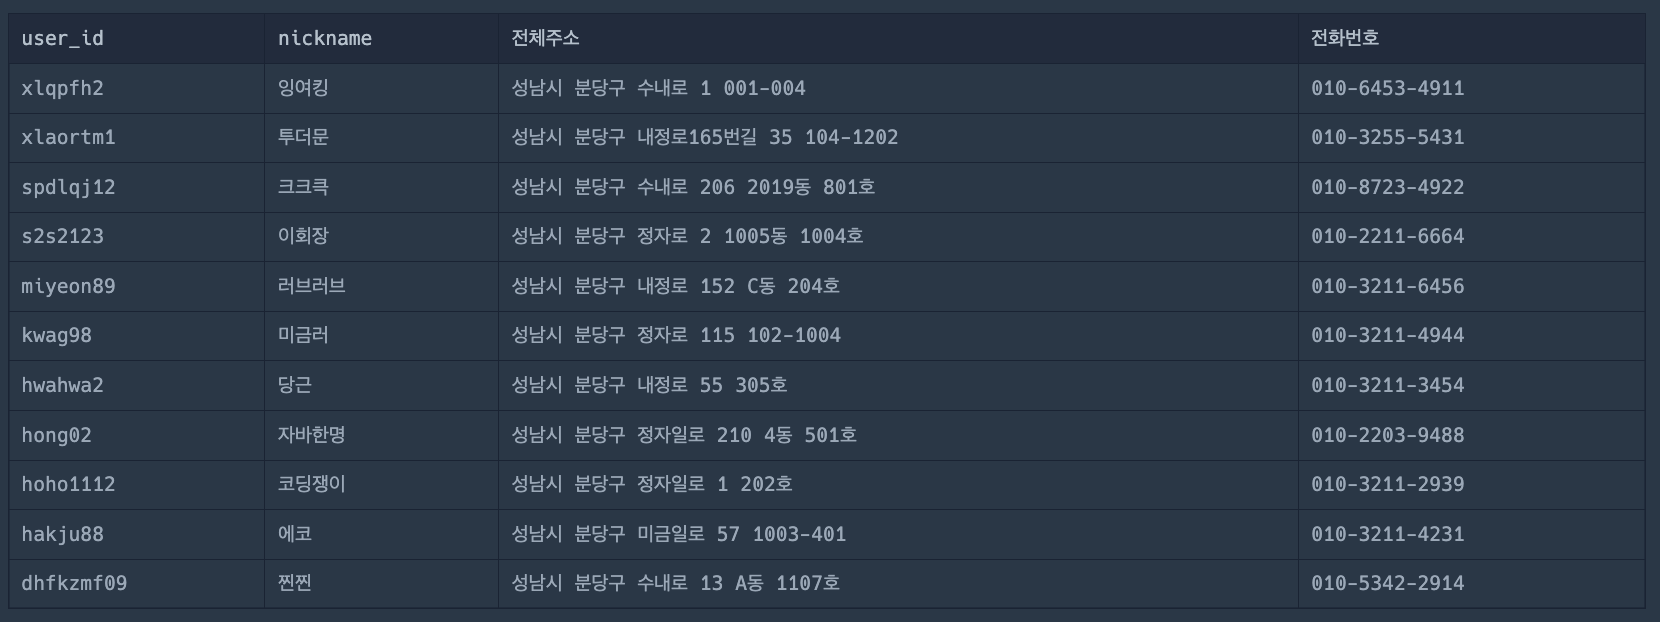 user_id nickname 전체주소 전화번호
xlqpfh2 잉여킹 성남시 분당구 수내로 1 001-004 010-6453-4911
xlaortm1 투더문 성남시 분당구 내정로165번길 35 104-1202 010-3255-5431
spdlqj12 크크큭 성남시 분당구 수내로 206 2019동 801호 010-8723-4922
s2s2123 이회장 성남시 분당구 정자로 2 1005동 1004호 010-2211-6664
miyeon89 러브러브 성남시 분당구 내정로 152 C동 204호 010-3211-6456
kwag98 미금러 성남시 분당구 정자로 115 102-1004 010-3211-4944
hwahwa2 당근 성남시 분당구 내정로 55 305호 010-3211-3454
hong02 자바한명 성남시 분당구 정자일로 210 4동 501호 010-2203-9488
hoho1112 코딩쟁이 성남시 분당구 정자일로 1 202호 010-3211-2939
hakju88 에코 성남시 분당구 미금일로 57 1003-401 010-3211-4231
dhfkzmf09 찐찐 성남시 분당구 수내로 13 A동 1107호 010-5342-2914